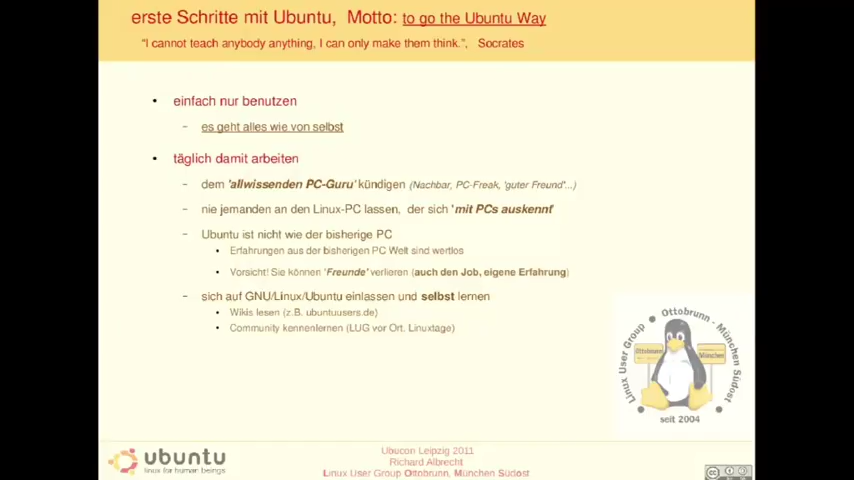 erste Schritte mit Ubuntu, Motto: to go the Ubuntu Way
"I cannot teach anybody anything, I can only make them think.", Socrates
• einfach nur benutzen
- es geht alles wie von selbst
• täglich damit arbeiten
- dem 'allwissenden PC-Guru' kündigen (Nachbar, PC-Freak, 'guter Freund'...)
- nie jemanden an den Linux-PC lassen, der sich 'mit PCs auskennt'
- Ubuntu ist nicht wie der bisherige PC
• Erfahrungen aus der bisherigen PC Welt sind wertlos
• Vorsicht! Sie können 'Freunde' verlieren (auch den Job, eigene Erfahrung)
- sich auf GNU/Linux/Ubuntu einlassen und selbst lernen
• Wikis lesen (z.B. ubuntuusers.de)
• Community kennenlernen (LUG vor Ort. Linuxtage)
Linux User Group • Ottobrunn - München Südost
Ottobrunn
München
seit 2004
ubuntu
linux for human beings
Ubucon Leipzig 2011
Richard Albrecht
Linux User Group Ottobrunn, München Südost